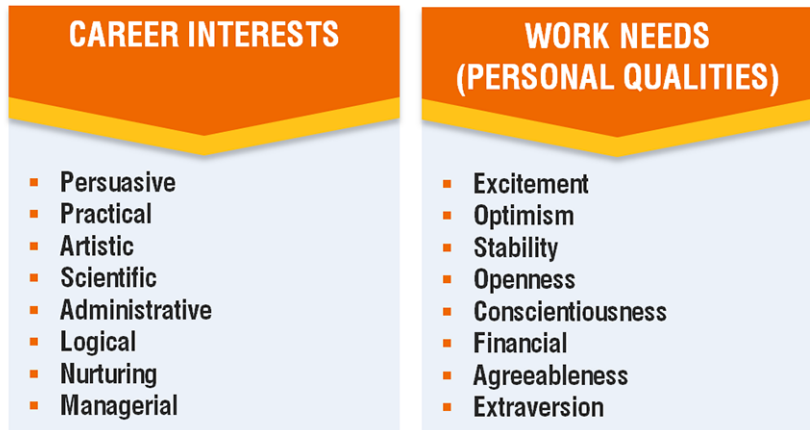 CAREER INTERESTS
Persuasive
Practical
Artistic
Scientific
Administrative
Logical
Nurturing
Managerial
WORK NEEDS
(PERSONAL QUALITIES)
Excitement
Optimism
Stability
Openness
Conscientiousness
Financial
Agreeableness
Extraversion